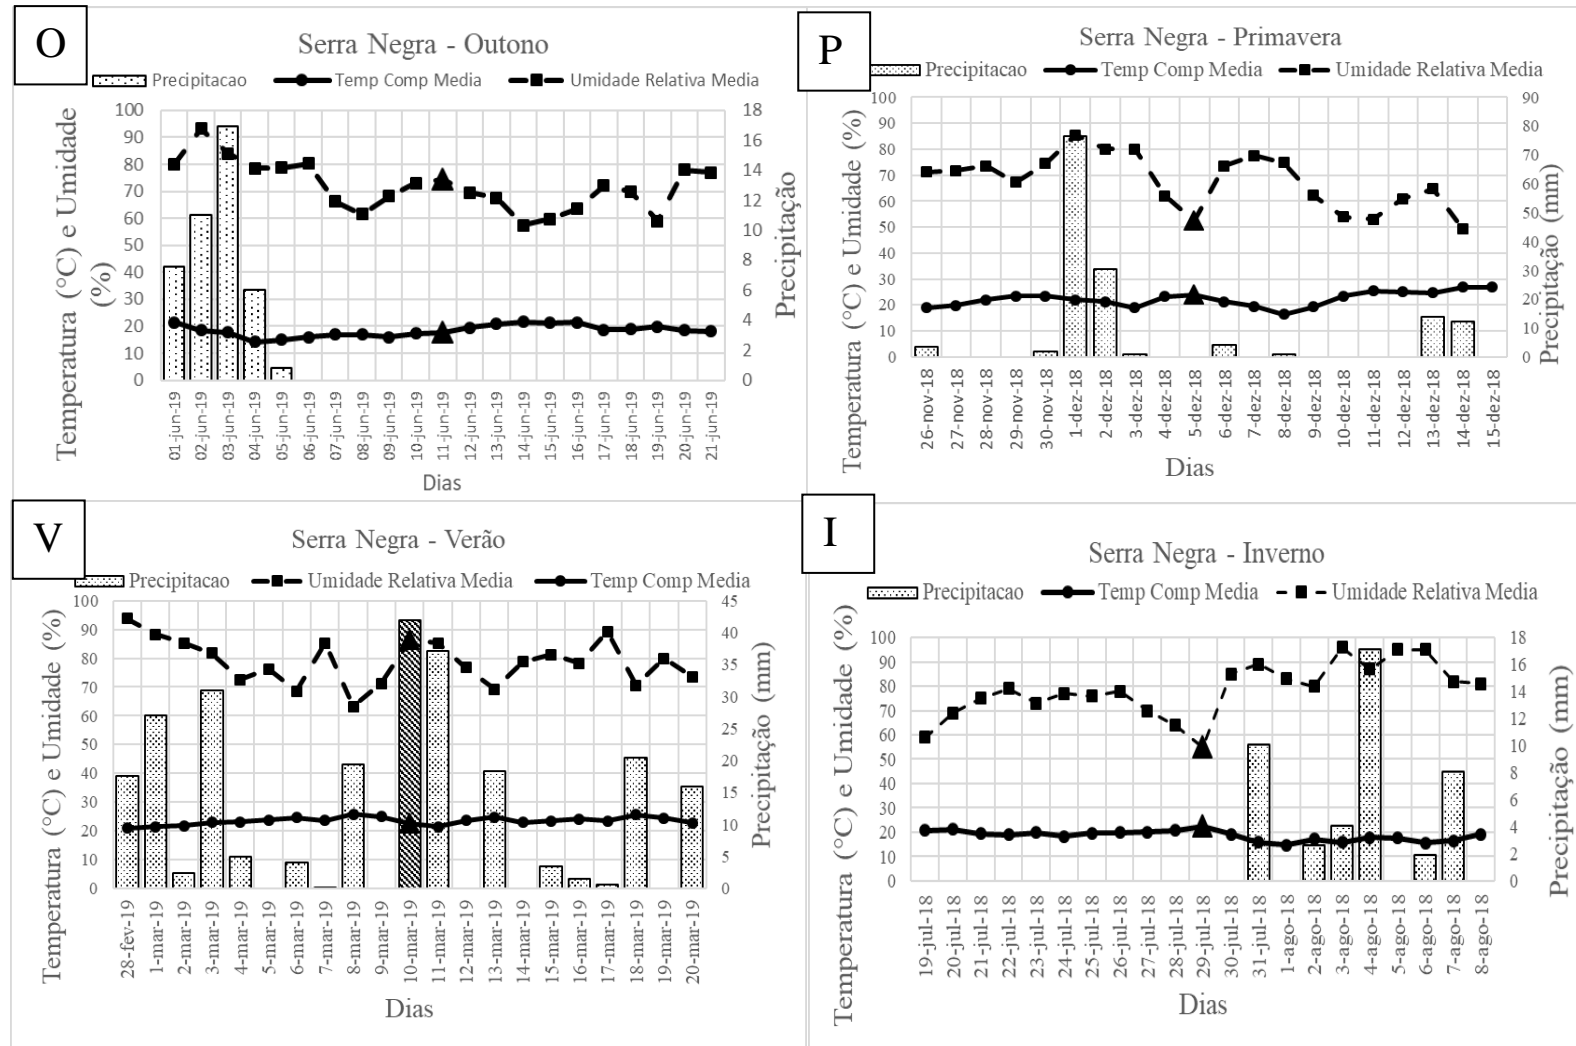 O
Serra Negra - Outono
Precipitacao Temp Comp Media Umidade Relativa Media
Temperatura (°C) e Umidade (%)
100
90
80
70
60
50
40
30
20
10
0
18
16
14
12
10
8
6
4
2
0
Precipitação
01-jun-19
02-jun-19
03-jun-19
04-jun-19
05-jun-19
06-jun-19
07-jun-19
08-jun-19
09-jun-19
10-jun-19
11-jun-19
12-jun-19
13-jun-19
14-jun-19
15-jun-19
16-jun-19
17-jun-19
18-jun-19
19-jun-19
20-jun-19
21-jun-19
Dias
P
Serra Negra - Primavera
Precipitacao Temp Comp Media Umidade Relativa Media
Temperatura (°C) e Umidade (%)
100
90
80
70
60
50
40
30
20
10
0
90
80
70
60
50
40
30
20
10
0
Precipitação (mm)
26-nov-18
27-nov-18
28-nov-18
29-nov-18
30-nov-18
1-dez-18
2-dez-18
3-dez-18
4-dez-18
5-dez-18
6-dez-18
7-dez-18
8-dez-18
9-dez-18
10-dez-18
11-dez-18
12-dez-18
13-dez-18
14-dez-18
15-dez-18
Dias
V
Serra Negra - Verão
Precipitacao Umidade Relativa Media Temp Comp Media
Temperatura (°C) e Umidade (%)
100
90
80
70
60
50
40
30
20
10
0
45
40
35
30
25
20
15
10
5
0
Precipitação (mm)
28-fev-19
1-mar-19
2-mar-19
3-mar-19
4-mar-19
5-mar-19
6-mar-19
7-mar-19
8-mar-19
9-mar-19
10-mar-19
11-mar-19
12-mar-19
13-mar-19
14-mar-19
15-mar-19
16-mar-19
17-mar-19
18-mar-19
19-mar-19
20-mar-19
Dias
I
Serra Negra - Inverno
Precipitacao Temp Comp Media Umidade Relativa Media
Temperatura (°C) e Umidade (%)
100
90
80
70
60
50
40
30
20
10
0
18
16
14
12
10
8
6
4
2
0
Precipitação (mm)
19-jul-18
20-jul-18
21-jul-18
22-jul-18
23-jul-18
24-jul-18
25-jul-18
26-jul-18
27-jul-18
28-jul-18
29-jul-18
30-jul-18
31-jul-18
1-ago-18
2-ago-18
3-ago-18
4-ago-18
5-ago-18
6-ago-18
7-ago-18
8-ago-18
Dias